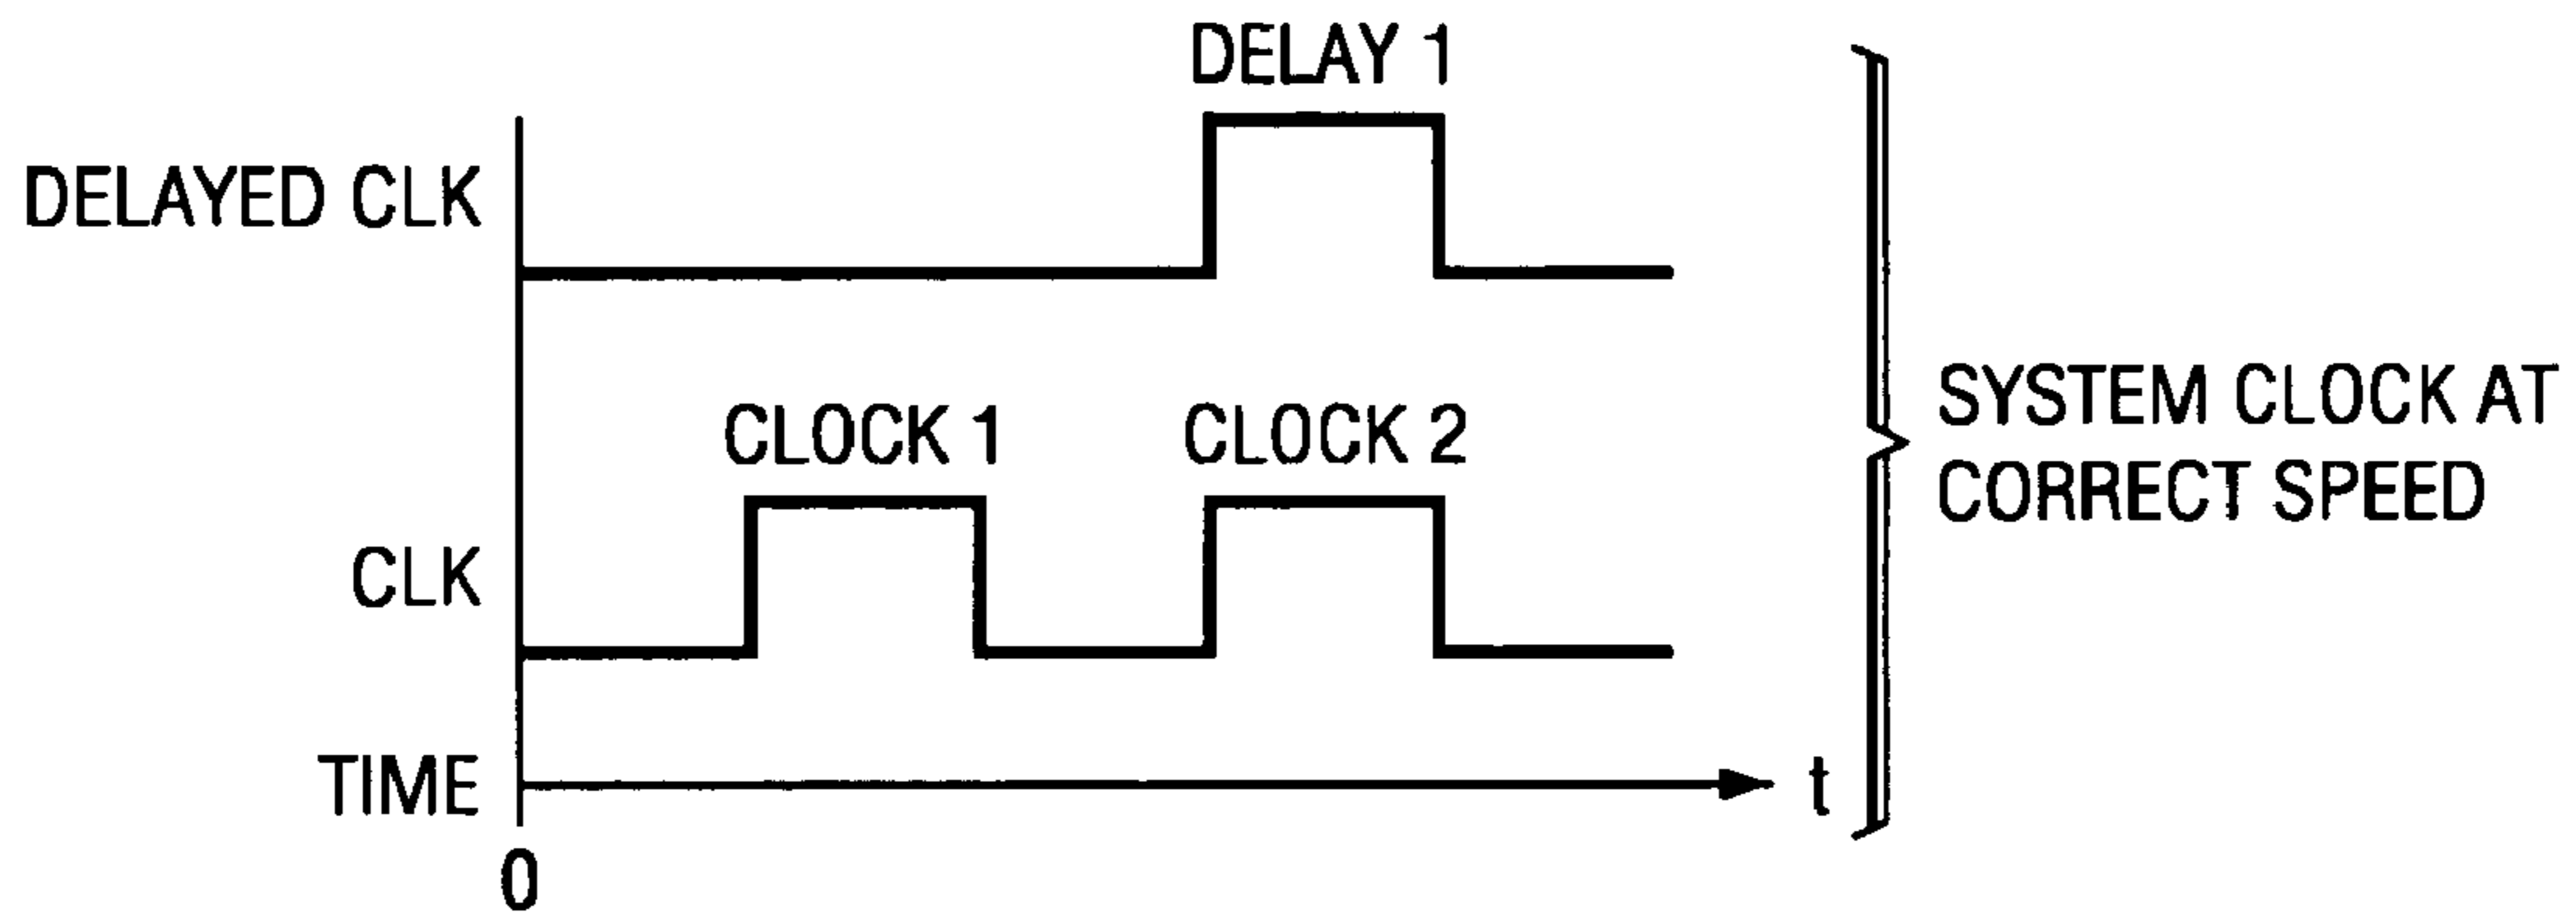 DELAY 1
DELAYED CLK
CLOCK 1
CLOCK 2
CLK
SYSTEM CLOCK AT
CORRECT SPEED
TIME
t
0